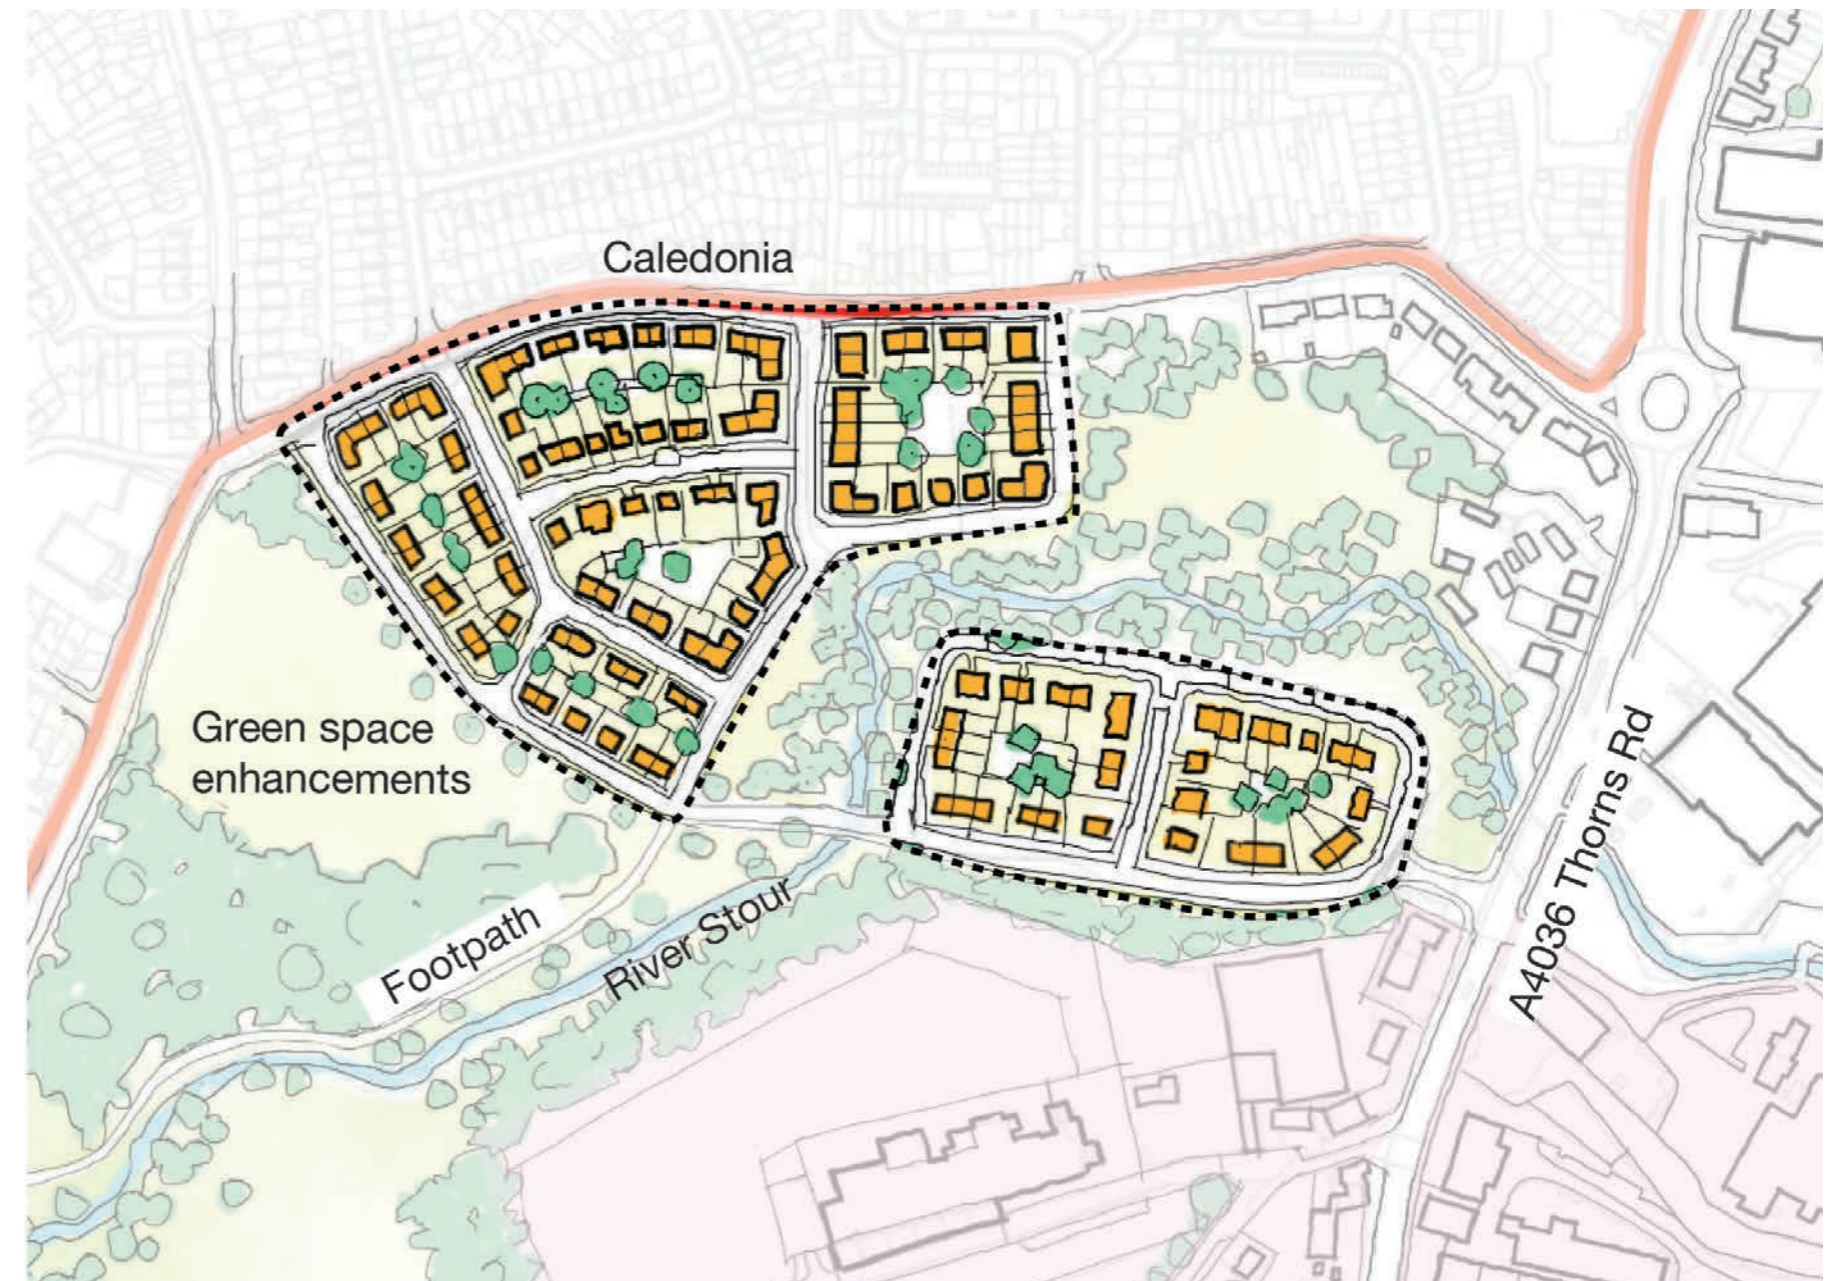 Caledonia
Green space
enhancements
Footpath
River Stour
A4036 Thorns Rd